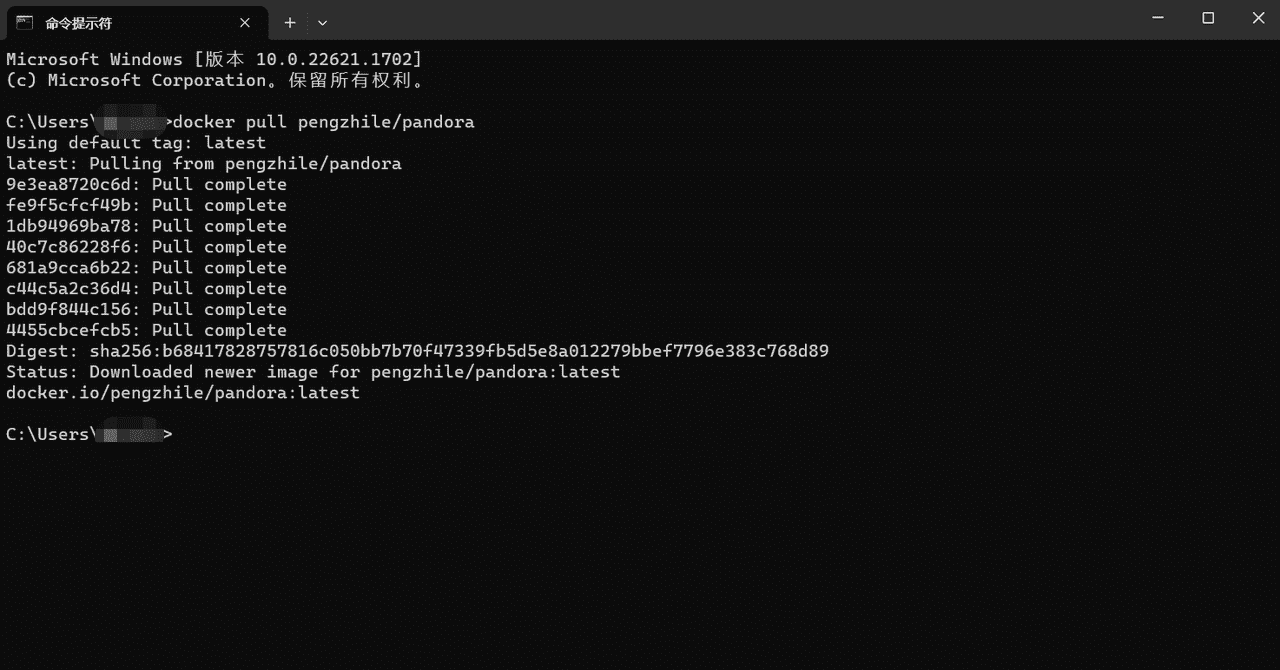 命令提示符
Microsoft Windows [版本 10.0.22621.1702]
(c) Microsoft Corporation。保留所有权利。
C:\Users\>docker pull pengzhile/pandora
Using default tag: latest
latest: Pulling from pengzhile/pandora
9e3ea8720c6d: Pull complete
fe9f5cfcf49b: Pull complete
1db94969ba78: Pull complete
40c7c86228f6: Pull complete
681a9cca6b22: Pull complete
c44c5a2c36d4: Pull complete
bdd9f844c156: Pull complete
4455cbcefcb5: Pull complete
Digest: sha256:b68417828757816c050bb7b70f47339fb5d5e8a012279bbef7796e383c768d89
Status: Downloaded newer image for pengzhile/pandora:latest
docker.io/pengzhile/pandora:latest
C:\Users\>